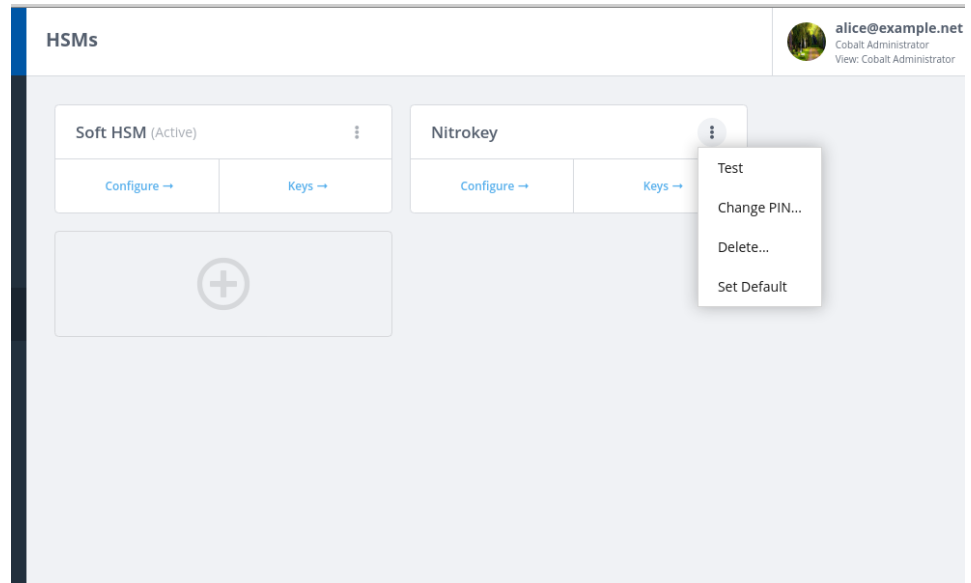 HSMs
alice@example.net
Cobalt Administrator
View: Cobalt Administrator
Soft HSM (Active)
Configure →
Keys →
Nitrokey
Configure →
Keys →
Test
Change PIN...
Delete...
Set Default